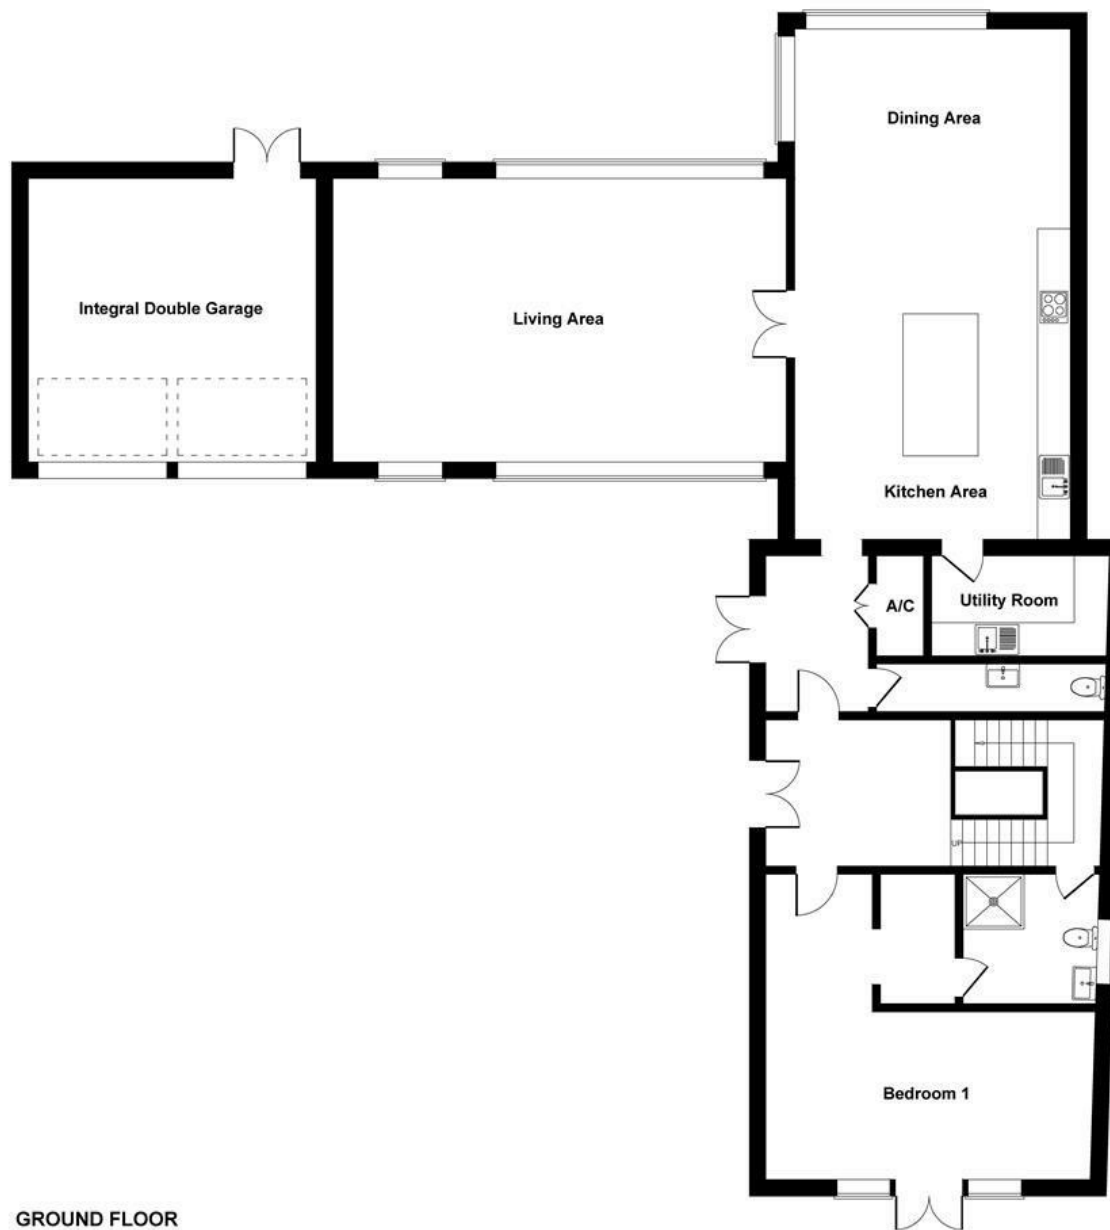 Dining Area
Integral Double Garage
Living Area
Kitchen Area
A/C
Utility Room
UP
Bedroom 1
GROUND FLOOR